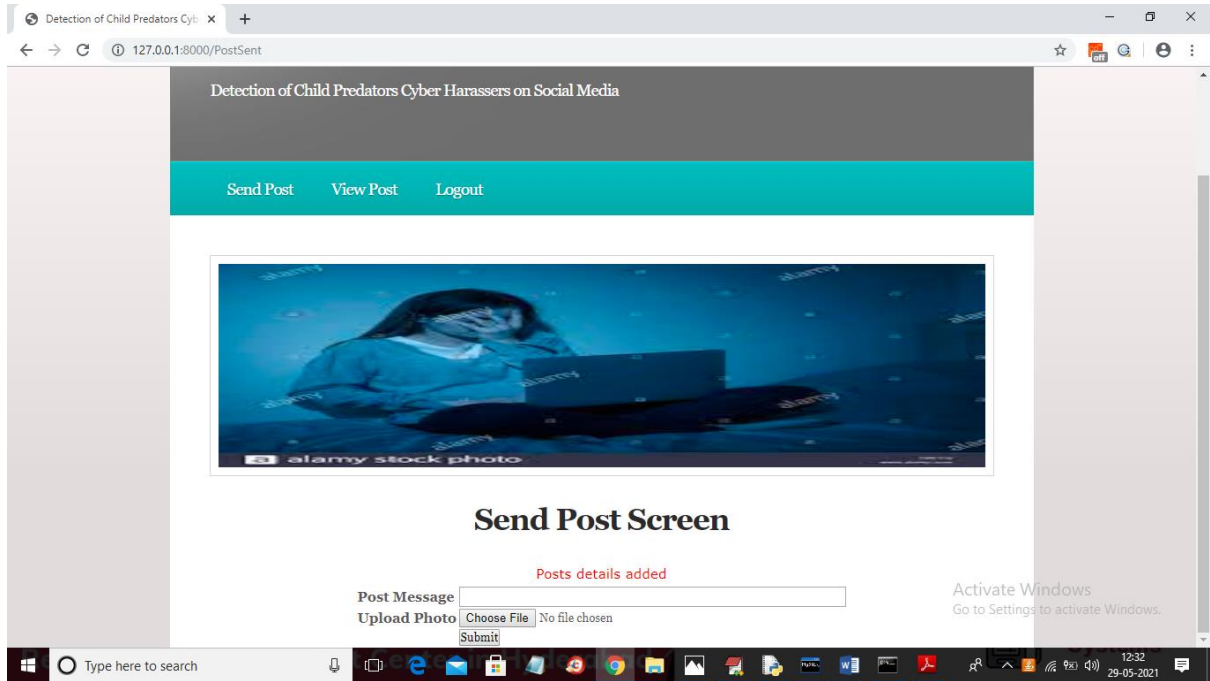 Detection of Child Predators Cyb
127.0.0.1:8000/PostSent
off
Detection of Child Predators Cyber Harassers on Social Media
Send Post View Post Logout
alamy alamy
alamy
alamy alamy
alamy
a alamy stock photo
Send Post Screen
Posts details added
Post Message
Upload Photo Choose File No file chosen
Submit
Activate Windows
Go to Settings to activate Windows.
Type here to search
12:32
29-05-2021